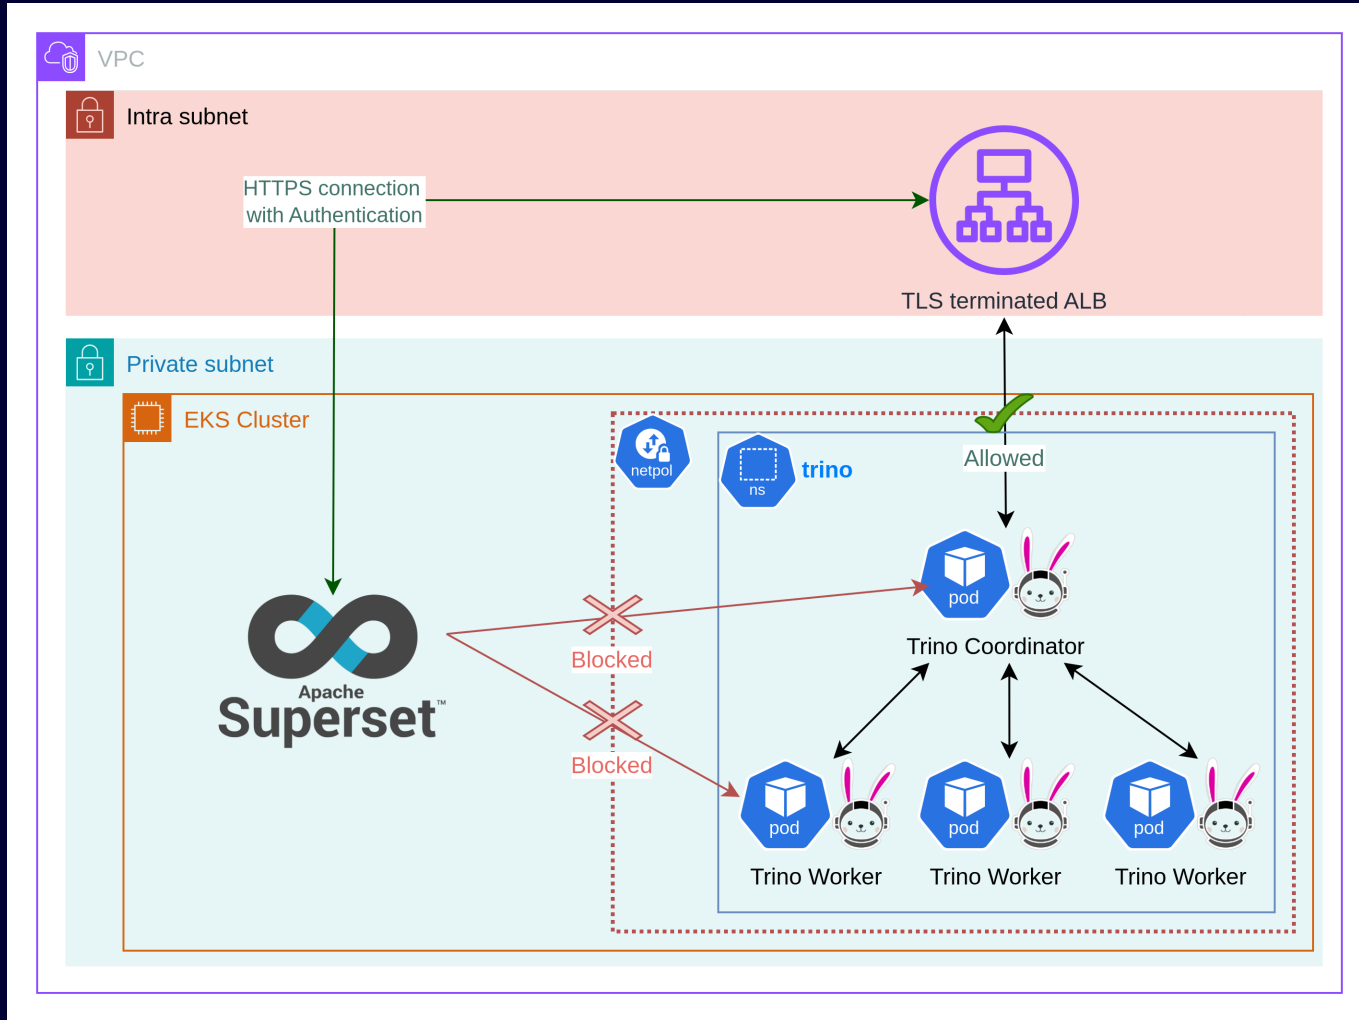 VPC
Intra subnet
HTTPS connection
with Authentication
TLS terminated ALB
Private subnet
EKS Cluster
netpol
ns
trino
Allowed
pod
Trino Coordinator
Blocked
Apache
Superset™
Blocked
pod
pod
pod
Trino Worker
Trino Worker
Trino Worker